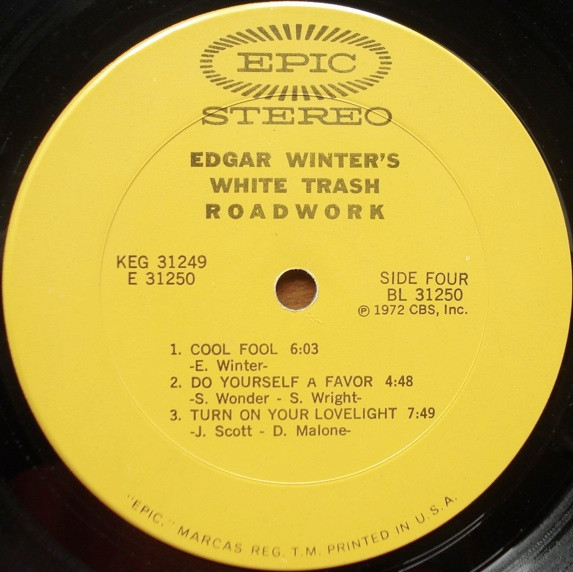 EPIC
STEREO
EDGAR WINTER'S
WHITE TRASH
ROADWORK
KEG 31249
E 31250
SIDE FOUR
BL 31250
℗ 1972 CBS, Inc.
1. COOL FOOL 6:03
-E. Winter-
2. DO YOURSELF A FAVOR 4:48
-S. Wonder - S. Wright-
3. TURN ON YOUR LOVELIGHT 7:49
-J. Scott - D. Malone-
"EPIC," MARCAS REG. T.M. PRINTED IN U.S.A.